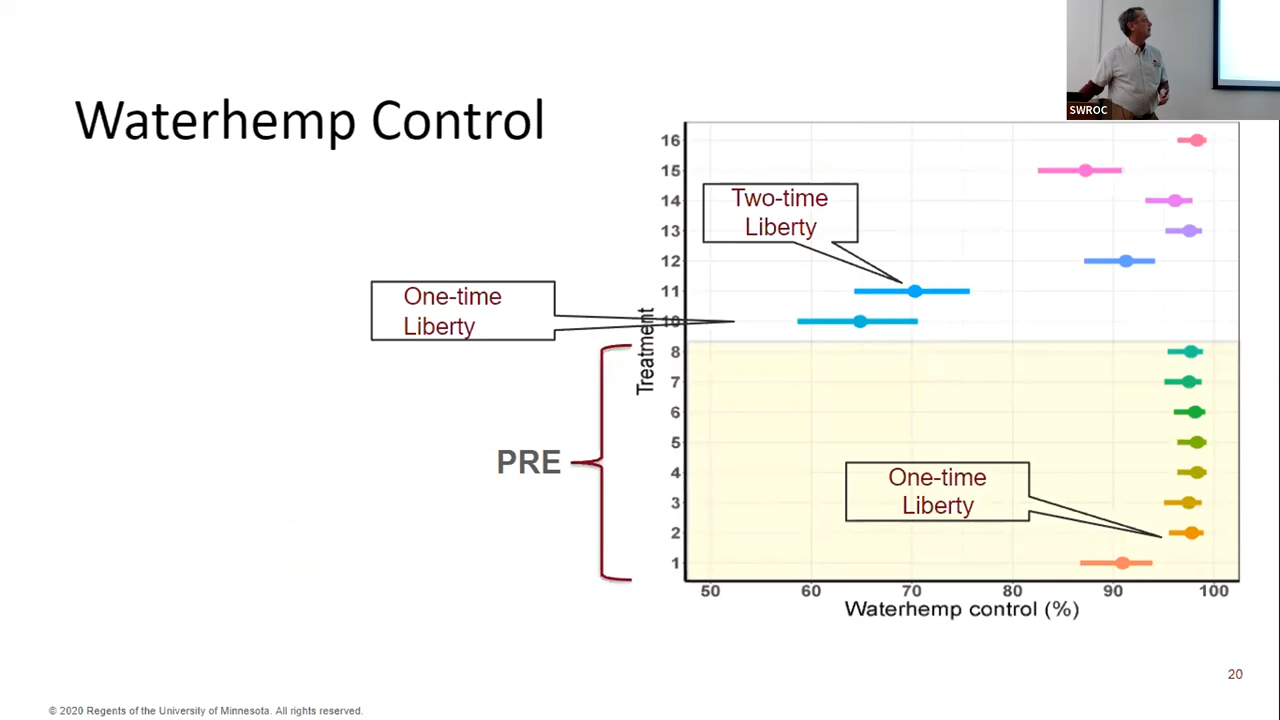 SWROC
Waterhemp Control
16
15
14
13
12
11
10
8
7
6
5
4
3
2
1
Treatment
Two-time
Liberty
One-time
Liberty
PRE
One-time
Liberty
50 60 70 80 90 100
Waterhemp control (%)
20
© 2020 Regents of the University of Minnesota. All rights reserved.